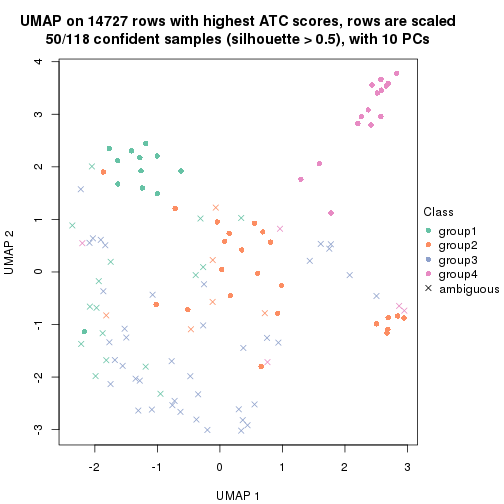 UMAP on 14727 rows with highest ATC scores, rows are scaled
50/118 confident samples (silhouette > 0.5), with 10 PCs
4
3
2
1
0
-1
-2
-3
UMAP 2
-2
-1
0
1
2
3
UMAP 1
Class
group1
group2
group3
group4
ambiguous